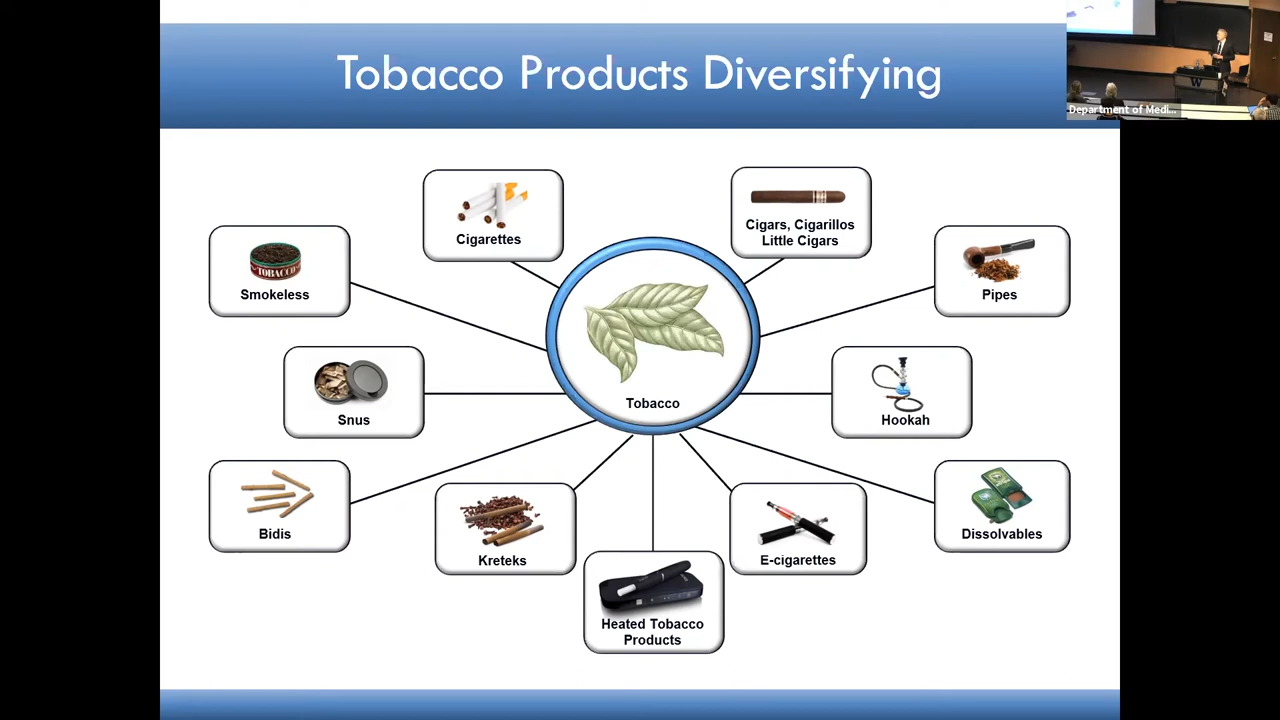 Tobacco Products Diversifying
Department of Medi...
Cigarettes
Cigars, Cigarillos
Little Cigars
TOBACCO
Smokeless
Pipes
Snus
Tobacco
Hookah
Bidis
Kreteks
E-cigarettes
Dissolvables
Heated Tobacco
Products
W